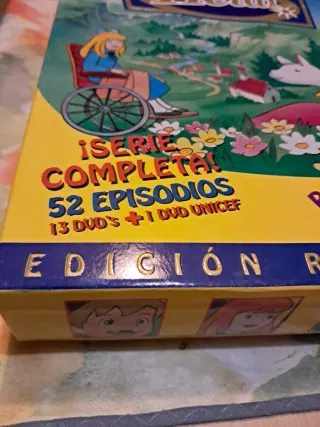 ¡SERIE
COMPLETA!
52 EPISODIOS
13 DVD'S + 1 DVD UNICEF
EDICIÓN R